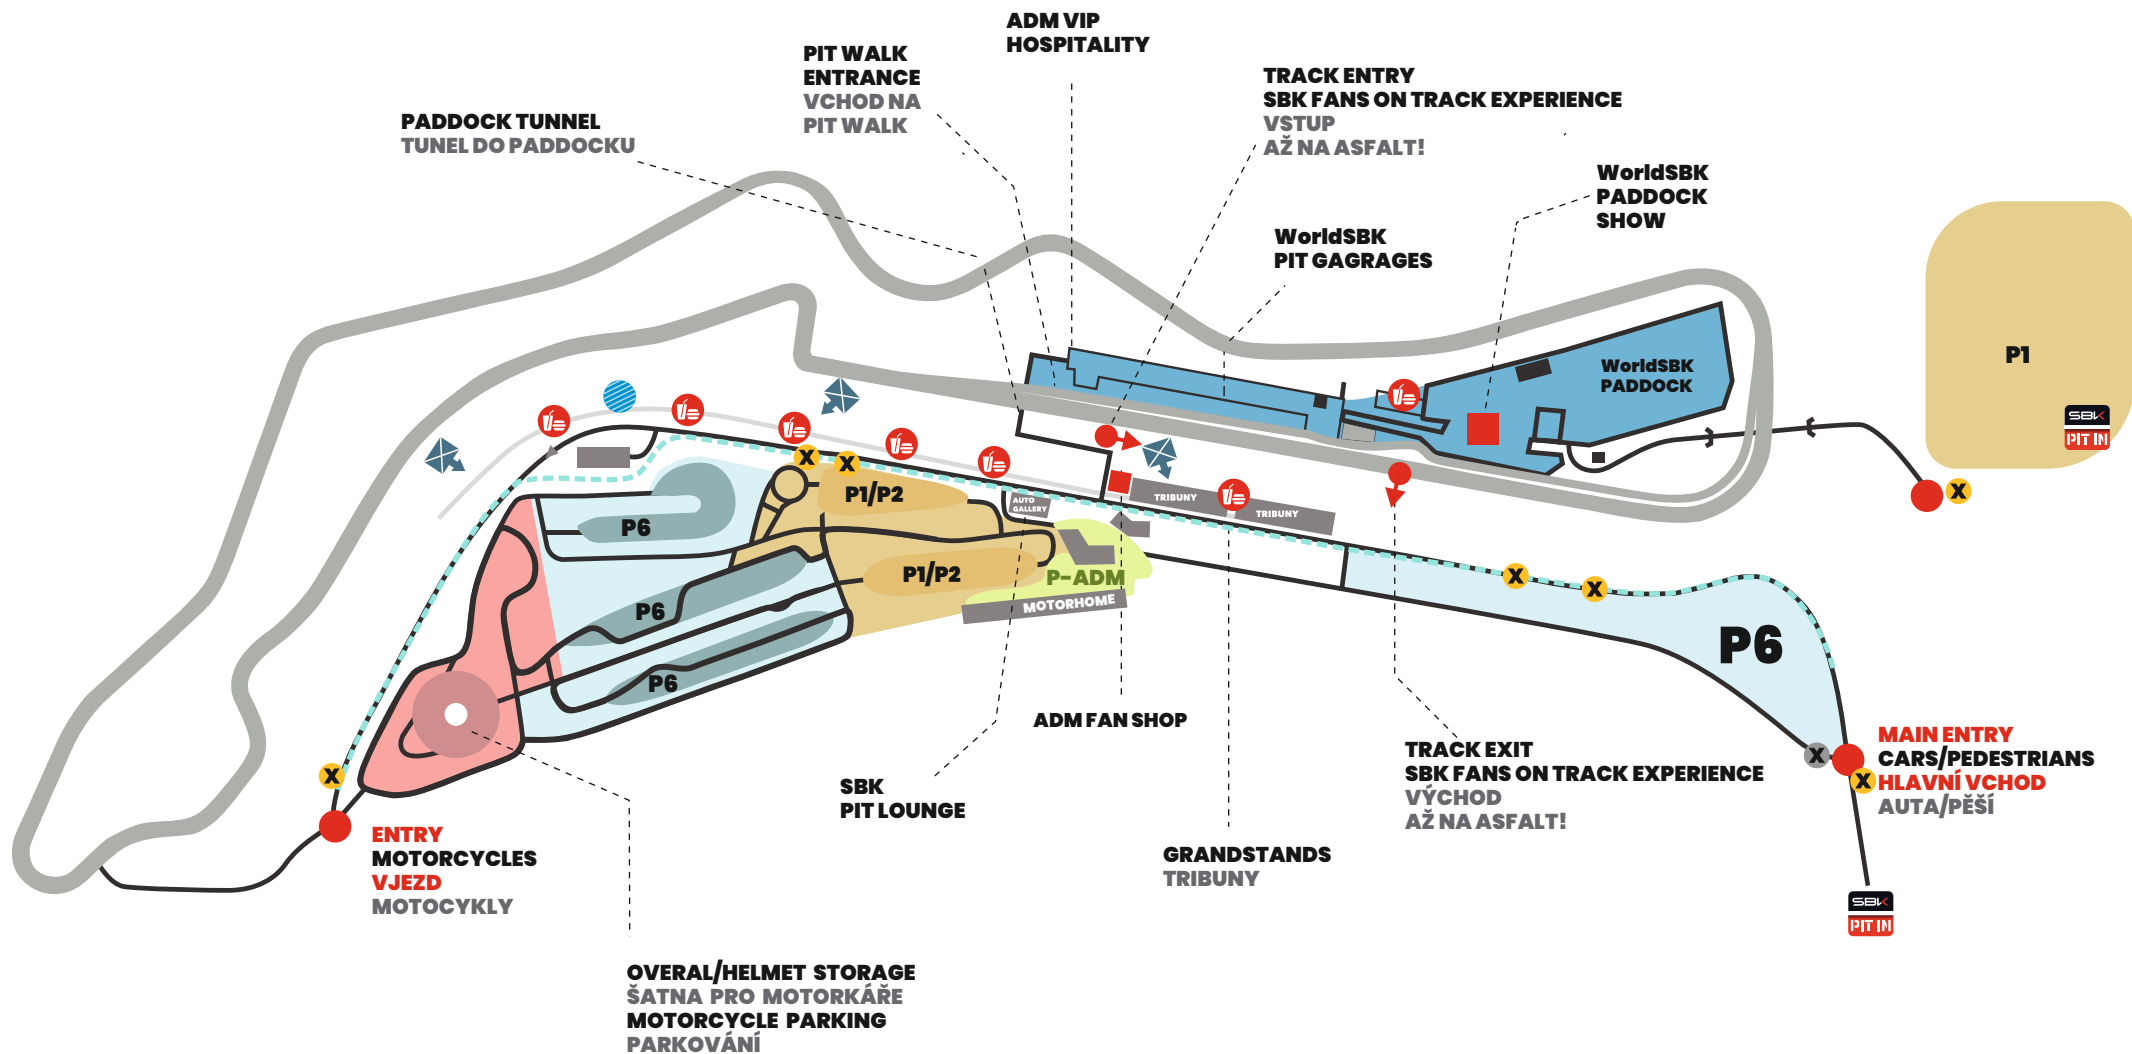 ADM VIP
HOSPITALITY
PIT WALK
ENTRANCE
VCHOD NA
PIT WALK
TRACK ENTRY
SBK FANS ON TRACK EXPERIENCE
VSTUP
AŽ NA ASFALT!
PADDOCK TUNNEL
TUNEL DO PADDOCKU
WorldSBK
PADDOCK
SHOW
WorldSBK
PIT GAGRAGES
WorldSBK
PADDOCK
P1
SBK
PIT IN
X
X
X
P1/P2
AUTO
GALLERY
TRIBUNY
TRIBUNY
P6
P1/P2
P-ADM
MOTORHOME
X
X
P6
P6
P6
ADM FAN SHOP
SBK
PIT LOUNGE
TRACK EXIT
SBK FANS ON TRACK EXPERIENCE
VÝCHOD
AŽ NA ASFALT!
X
X
MAIN ENTRY
CARS/PEDESTRIANS
HLAVNÍ VCHOD
AUTA/PĚŠÍ
X
ENTRY
MOTORCYCLES
VJEZD
MOTOCYKLY
GRANDSTANDS
TRIBUNY
SBK
PIT IN
OVERAL/HELMET STORAGE
ŠATNA PRO MOTORKÁŘE
MOTORCYCLE PARKING
PARKOVÁNÍ